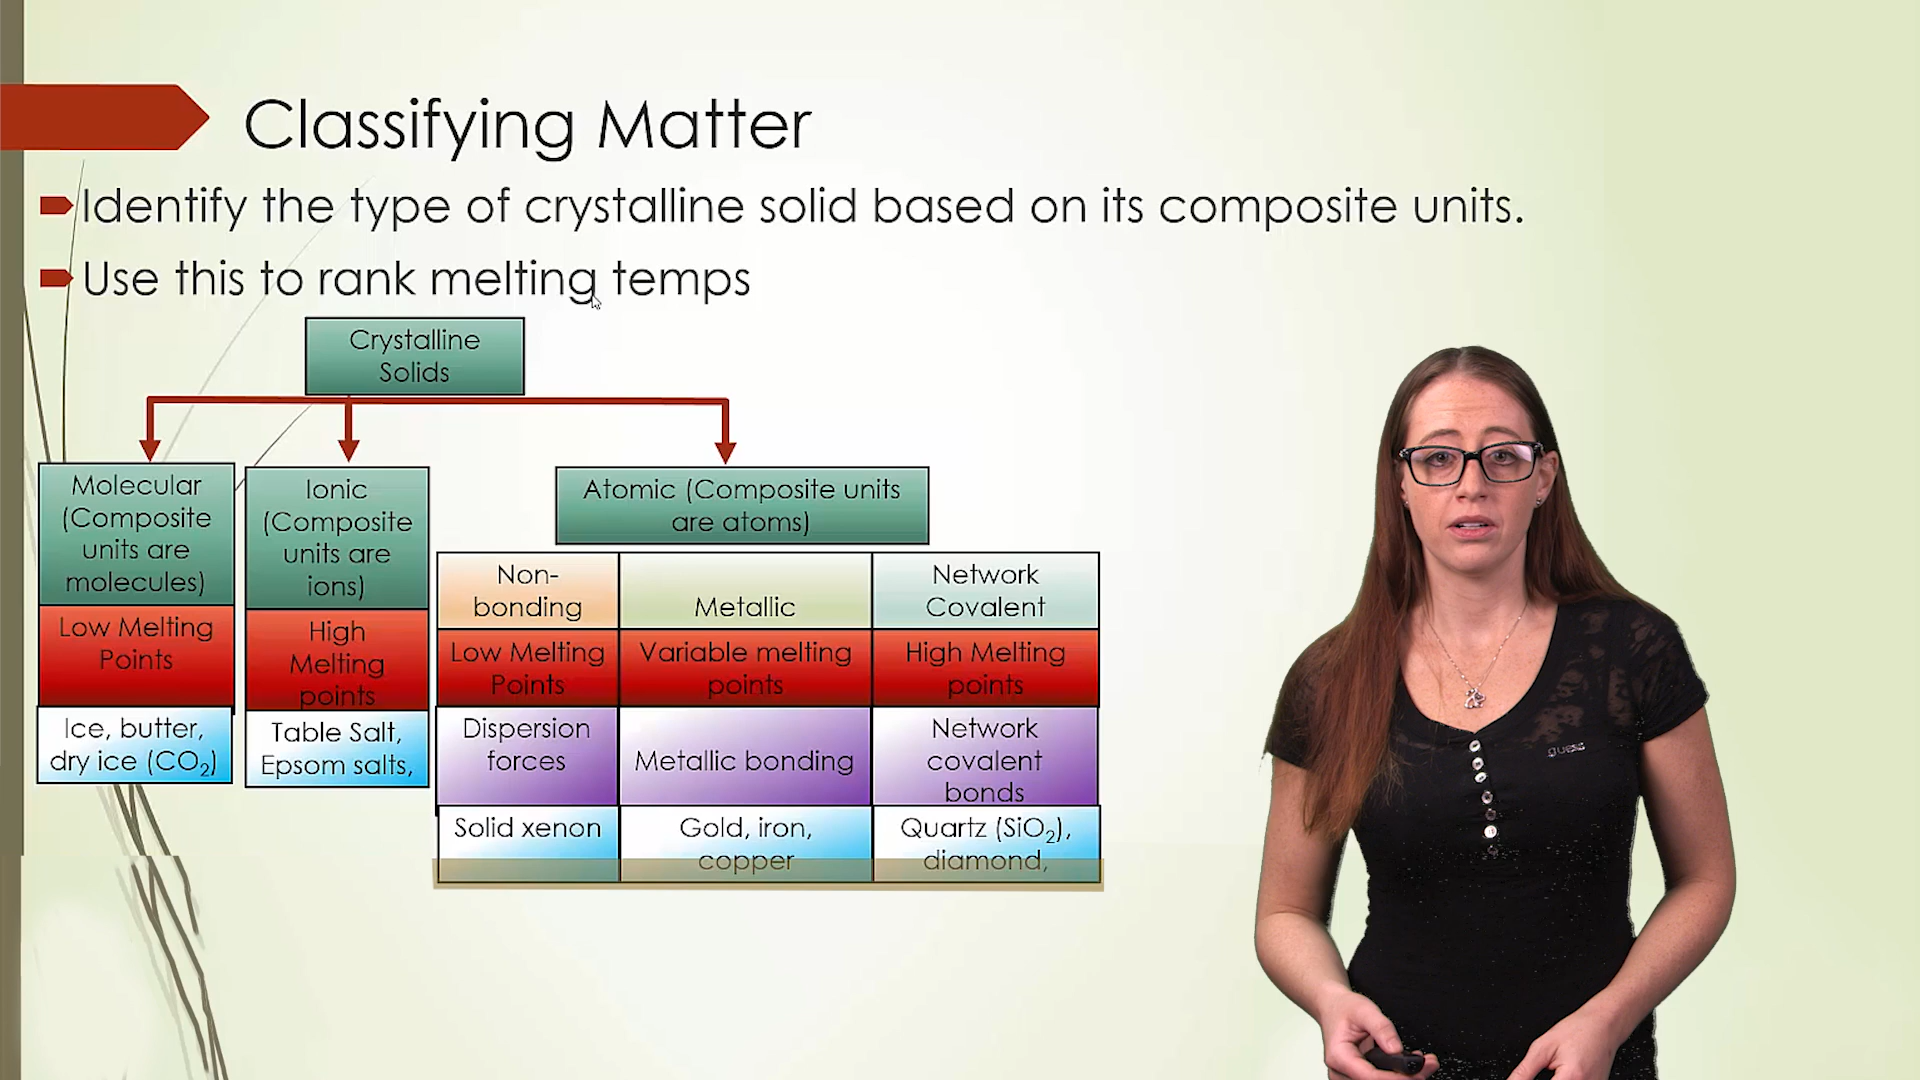 Classifying Matter
Identify the type of crystalline solid based on its composite units.
Use this to rank melting temps
Crystalline
Solids
Molecular
(Composite
units are
molecules)
Low Melting
Points
Ice, butter,
dry ice (CO₂)
Ionic
(Composite
units are
ions)
High
Melting
points
Table Salt,
Epsom salts,
Atomic (Composite units
are atoms)
Non-
bonding
Metallic
Network
Covalent
Low Melting
Points
Variable melting
points
High Melting
points
Dispersion
forces
Metallic bonding
Network
covalent
bonds
Solid xenon
Gold, iron,
copper
Quartz (SiO₂),
diamond,
guess